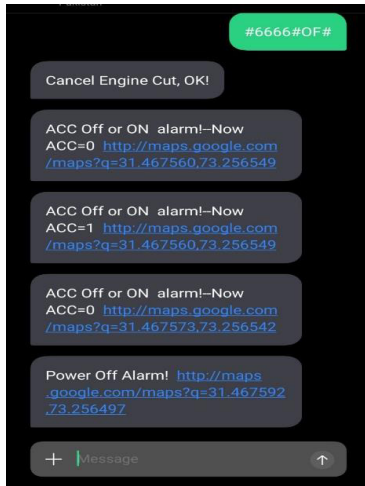 #6666#OF#
Cancel Engine Cut, OK!
ACC Off or ON alarm!--Now
ACC=0 http://maps.google.com
/maps?q=31.467560,73.256549
ACC Off or ON alarm!--Now
ACC=1 http://maps.google.com
/maps?q=31.467560,73.256549
ACC Off or ON alarm!--Now
ACC=0 http://maps.google.com
/maps?q=31.467573,73.256542
Power Off Alarm! http://maps
.google.com/maps?q=31.467592
,73.256497
Message